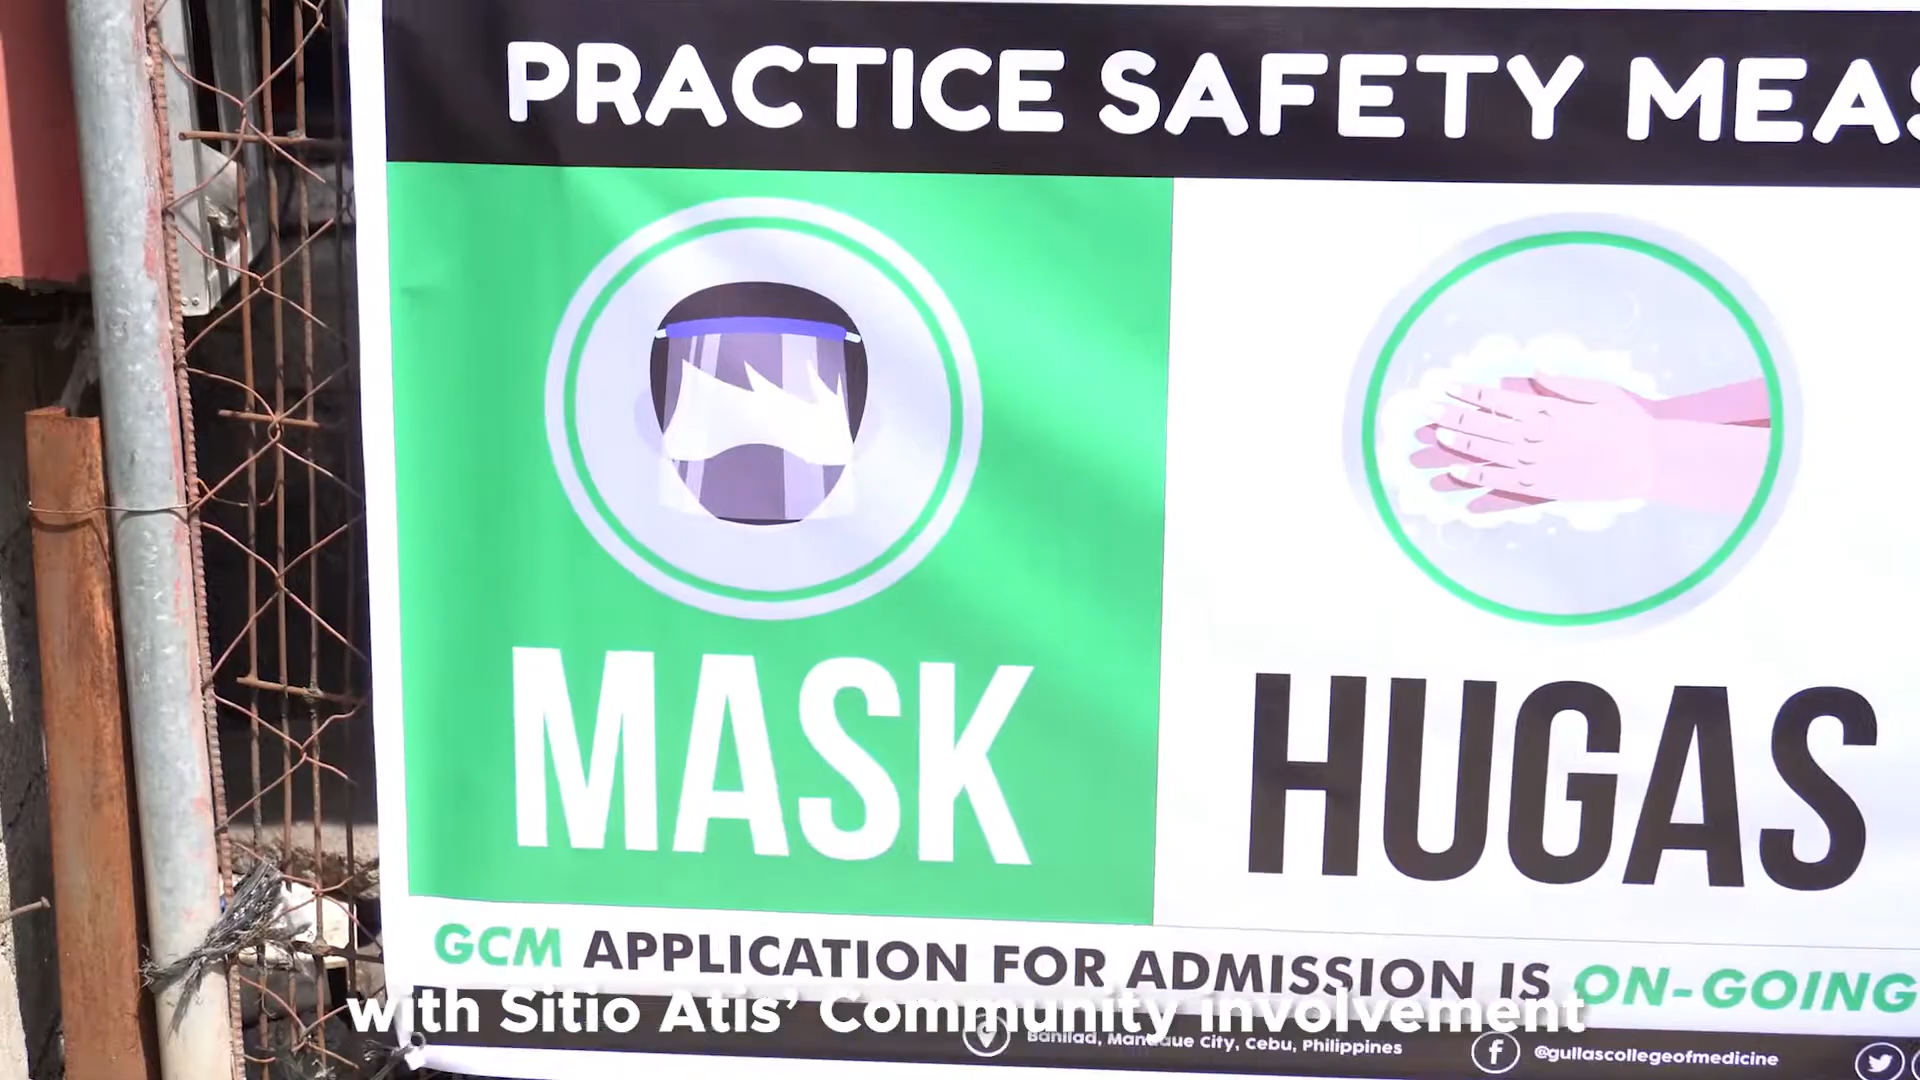 PRACTICE SAFETY MEAS
MASK
HUGAS
GCM APPLICATION FOR ADMISSION IS ON-GOING
with Sitio Atis' Community involvement
Banilad, Mandaue City, Cebu, Philippines
@gullascollegeofmedicine